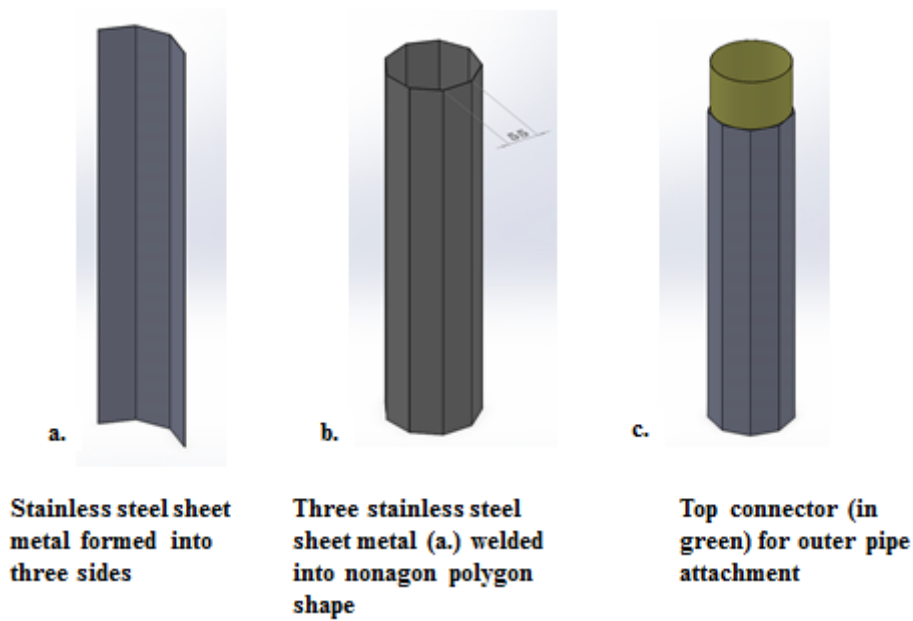 55
a.
b.
c.
Stainless steel sheet
metal formed into
three sides
Three stainless steel
sheet metal (a.) welded
into nonagon polygon
shape
Top connector (in
green) for outer pipe
attachment